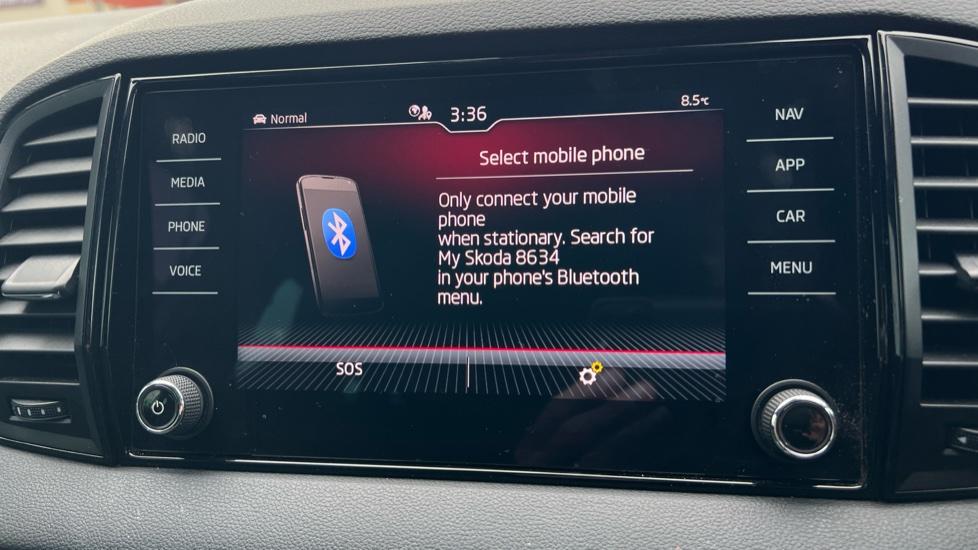 Normal
3:36
8.5℃
RADIO
MEDIA
PHONE
VOICE
Select mobile phone
Only connect your mobile
phone
when stationary. Search for
My Skoda 8634
in your phone's Bluetooth
menu.
SOS
NAV
APP
CAR
MENU